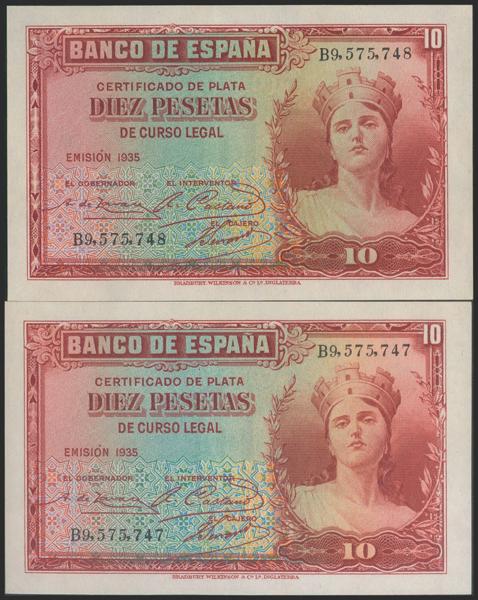 BANCO DE ESPAÑA
10
B9,575,748
CERTIFICADO DE PLATA
DIEZ PESETAS
DE CURSO LEGAL
EMISIÓN 1935
EL GOBERNADOR EL INTERVENTOR
EL CAJERO
B9,575,748
10
BRADBURY, WILKINSON & Cº Lᴰ. INGLATERRA.
BANCO DE ESPAÑA
10
B9,575,747
CERTIFICADO DE PLATA
DIEZ PESETAS
DE CURSO LEGAL
EMISIÓN 1935
EL GOBERNADOR EL INTERVENTOR
EL CAJERO
B9,575,747
10
BRADBURY, WILKINSON & Cº Lᴰ. INGLATERRA.